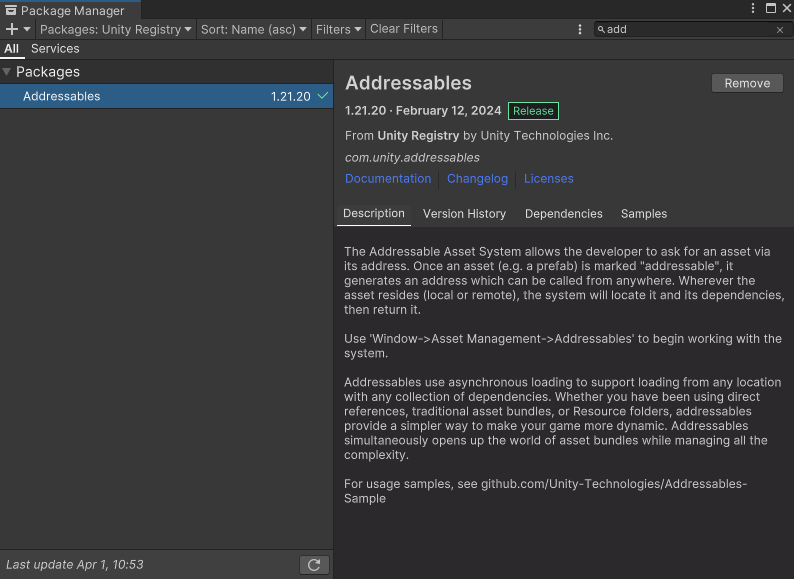 Package Manager
Packages: Unity Registry Sort: Name (asc) Filters Clear Filters add
All Services
Packages
Addressables 1.21.20
Last update Apr 1, 10:53
Addressables Remove
1.21.20 · February 12, 2024 Release
From Unity Registry by Unity Technologies Inc.
com.unity.addressables
Documentation Changelog Licenses
Description Version History Dependencies Samples
The Addressable Asset System allows the developer to ask for an asset via
its address. Once an asset (e.g. a prefab) is marked "addressable", it
generates an address which can be called from anywhere. Wherever the
asset resides (local or remote), the system will locate it and its dependencies,
then return it.
Use 'Window->Asset Management->Addressables' to begin working with the
system.
Addressables use asynchronous loading to support loading from any location
with any collection of dependencies. Whether you have been using direct
references, traditional asset bundles, or Resource folders, addressables
provide a simpler way to make your game more dynamic. Addressables
simultaneously opens up the world of asset bundles while managing all the
complexity.
For usage samples, see github.com/Unity-Technologies/Addressables-
Sample